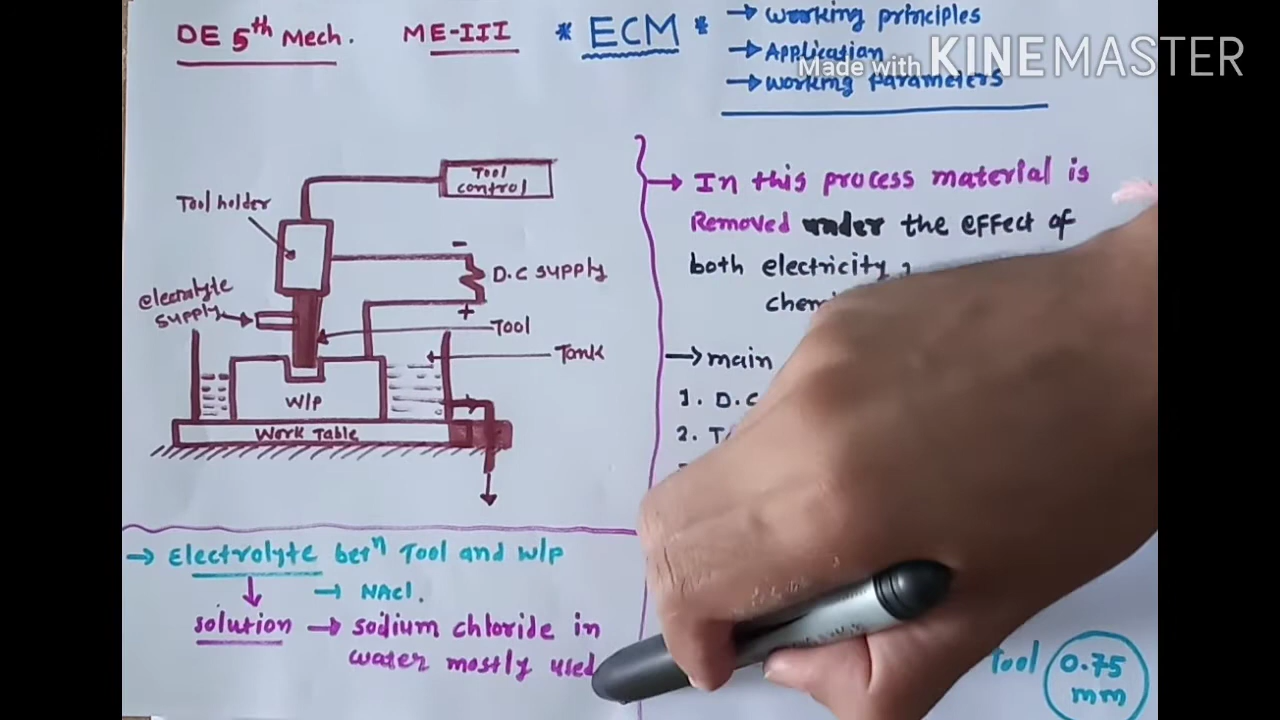 DE 5th Mech. ME-III * ECM *
→ Working principles
→ Application
→ Working Parameters
Made with KINEMASTER
Tool control
Tool holder
-
D.C supply
+
electrolyte
supply
Tool
Tank
W/P
Work Table
→ Electrolyte betn Tool and W/p
→ NAcl.
solution → sodium chloride in
water mostly used
→ In this process material is
Removed under the effect of
both electricity
→ main
1. D.C
2.
Tool 0.75
mm